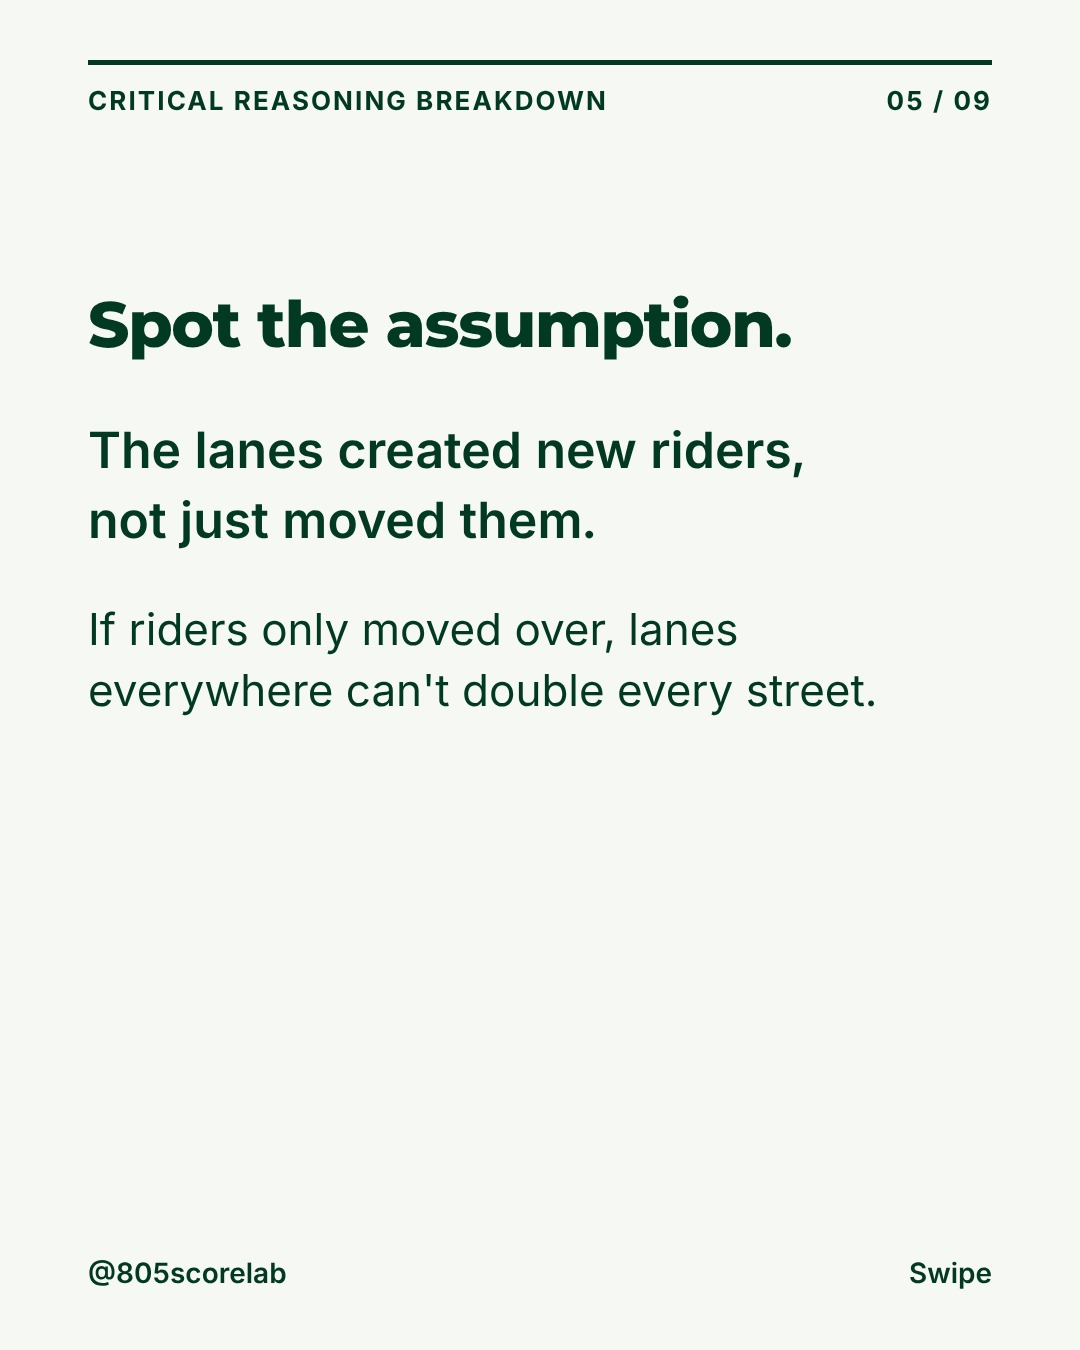 CRITICAL REASONING BREAKDOWN
05 / 09
Spot the assumption.
The lanes created new riders,
not just moved them.
If riders only moved over, lanes
everywhere can't double every street.
@805scorelab
Swipe